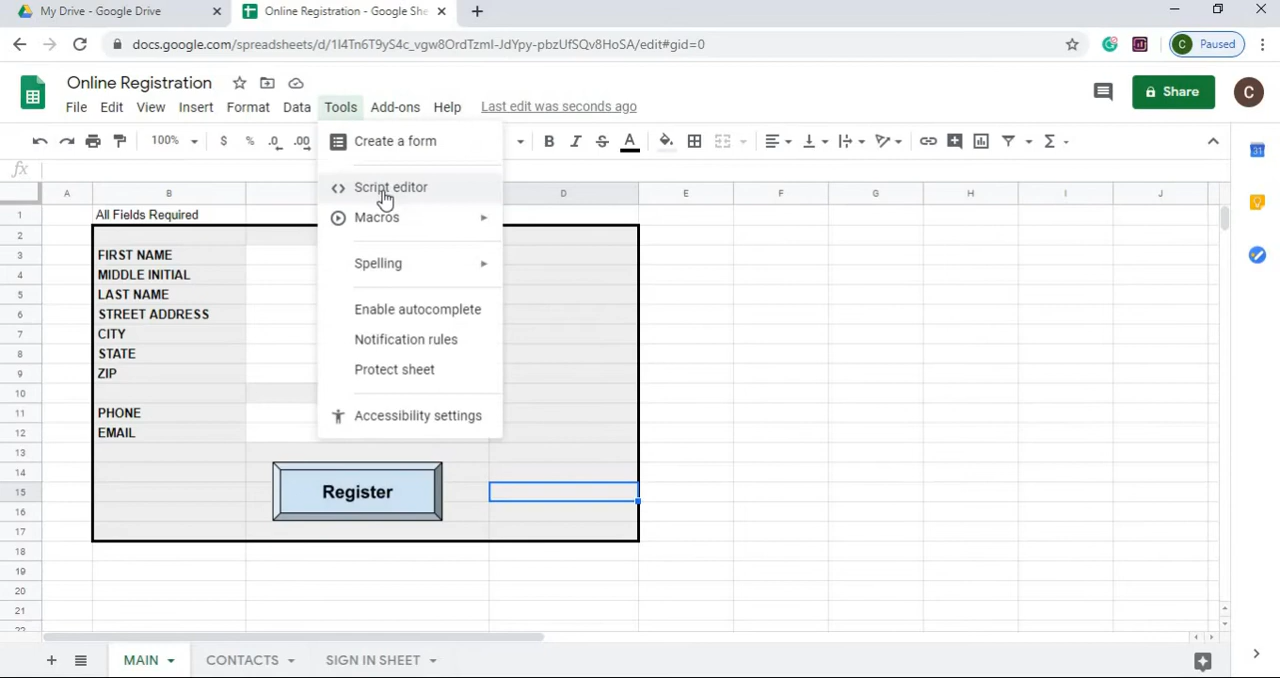 My Drive - Google Drive
Online Registration - Google She
docs.google.com/spreadsheets/d/1I4Tn6T9yS4c_vgw8OrdTzmI-JdYpy-pbzUfSQv8HoSA/edit#gid=0
C Paused
Online Registration
File Edit View Insert Format Data Tools Add-ons Help Last edit was seconds ago
Share
C
100% $ % .0 .00 B I S A Σ
31
fx
Create a form
Script editor
Macros
Spelling
Enable autocomplete
Notification rules
Protect sheet
Accessibility settings
A B D E F G H I J
1 All Fields Required
2
3 FIRST NAME
4 MIDDLE INITIAL
5 LAST NAME
6 STREET ADDRESS
7 CITY
8 STATE
9 ZIP
10
11 PHONE
12 EMAIL
13
14
15 Register
16
17
18
19
20
21
22
MAIN CONTACTS SIGN IN SHEET